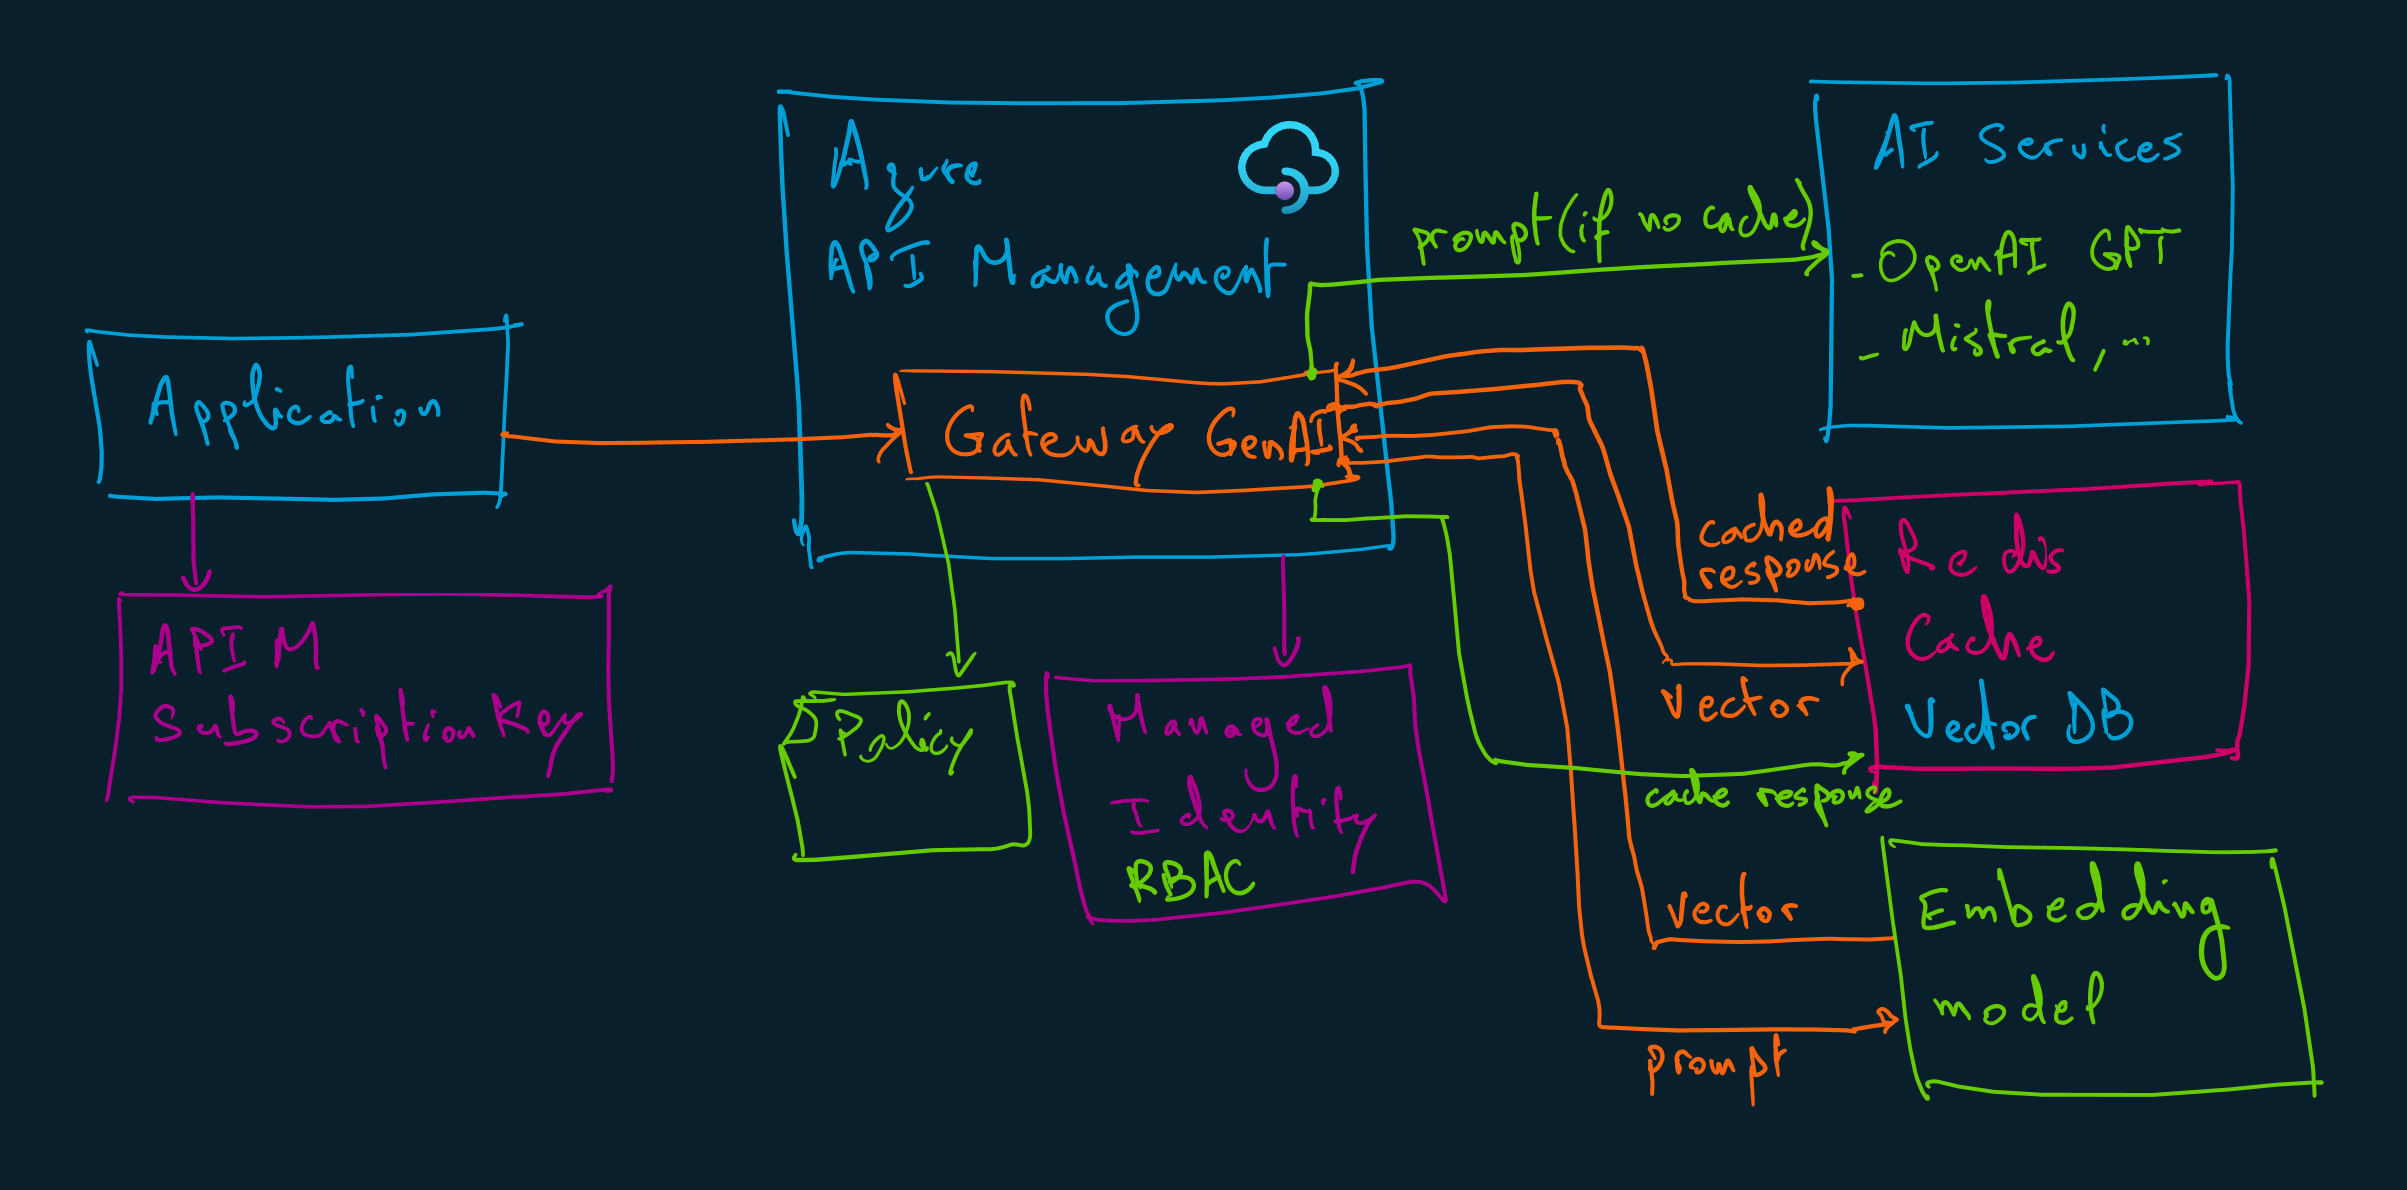 Application
API M
Subscription Key
Azure
API Management
Gateway GenAI
Policy
Managed
Identity
RBAC
prompt (if no cache)
AI Services
- OpenAI GPT
- Mistral, ...
cached
response
Vector
cache response
Redis
Cache
Vector DB
Vector
prompt
Embedding
model